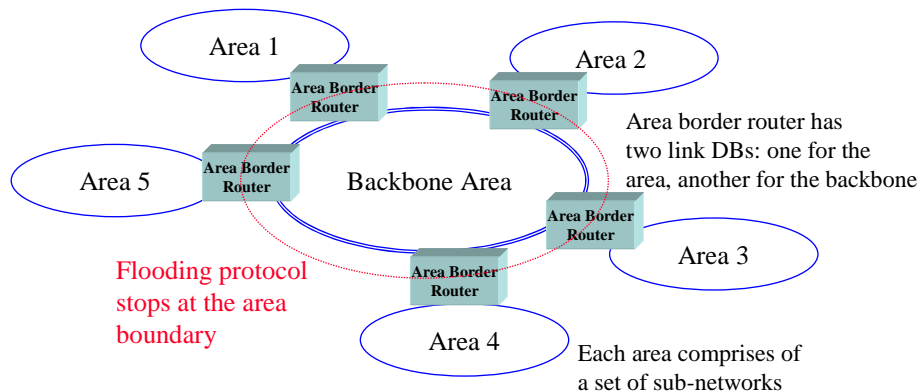 Area 1
Area 2
Area Border
Router
Area Border
Router
Area border router has
two link DBs: one for the
area, another for the backbone
Area 5
Area Border
Router
Backbone Area
Area Border
Router
Area 3
Flooding protocol
stops at the area
boundary
Area Border
Router
Area 4
Each area comprises of
a set of sub-networks